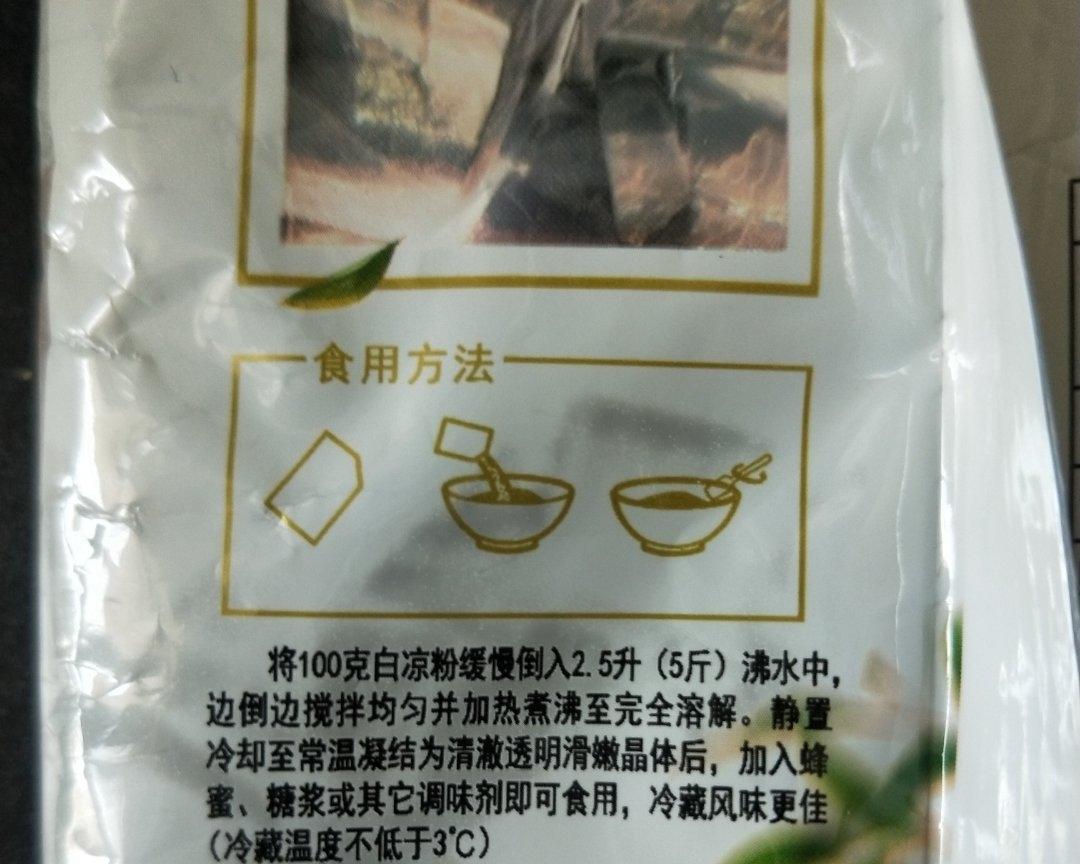 食用方法
将100克白凉粉缓慢倒入2.5升（5斤）沸水中，
边倒边搅拌均匀并加热煮沸至完全溶解。静置
冷却至常温凝结为清澈透明滑嫩晶体后，加入蜂
蜜、糖浆或其它调味剂即可食用，冷藏风味更佳
（冷藏温度不低于3℃）